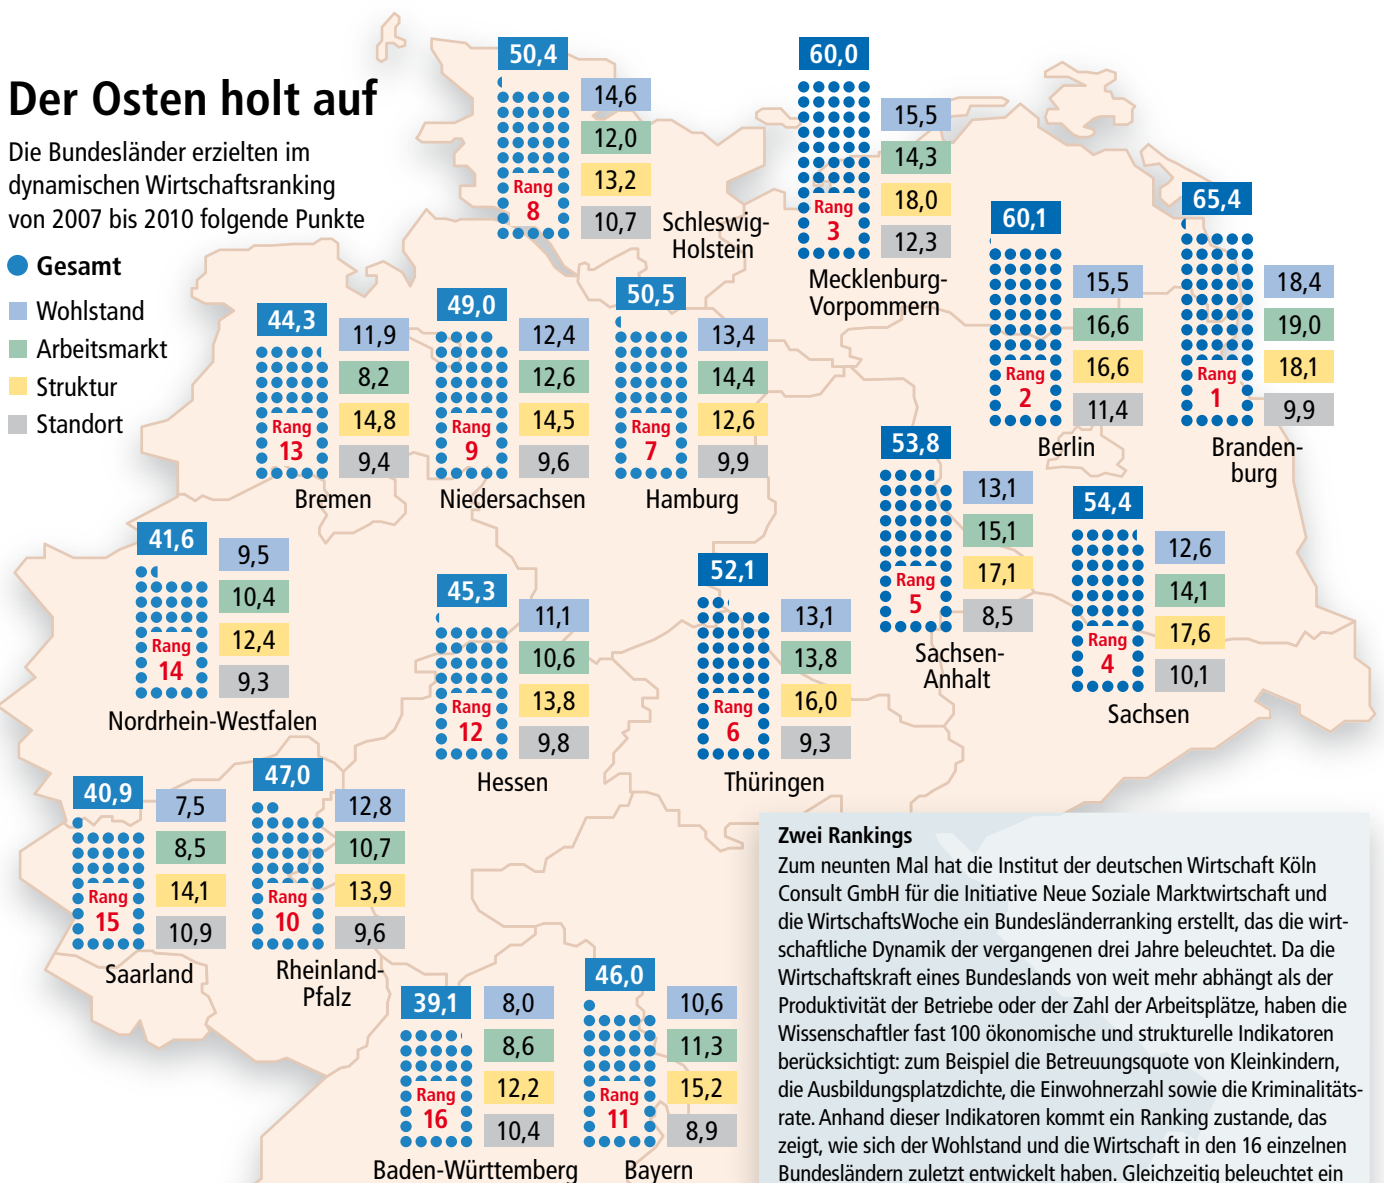 Der Osten holt auf
Die Bundesländer erzielten im
dynamischen Wirtschaftsranking
von 2007 bis 2010 folgende Punkte
Gesamt
Wohlstand
Arbeitsmarkt
Struktur
Standort
50,4
14,6
12,0
13,2
10,7
Rang
8
Schleswig-
Holstein
60,0
15,5
14,3
18,0
12,3
Rang
3
Mecklenburg-
Vorpommern
60,1
15,5
16,6
16,6
11,4
Rang
2
Berlin
65,4
18,4
19,0
18,1
9,9
Rang
1
Branden-
burg
44,3
11,9
8,2
14,8
9,4
Rang
13
Bremen
49,0
12,4
12,6
14,5
9,6
Rang
9
Niedersachsen
50,5
13,4
14,4
12,6
9,9
Rang
7
Hamburg
53,8
13,1
15,1
17,1
8,5
Rang
5
Sachsen-
Anhalt
54,4
12,6
14,1
17,6
10,1
Rang
4
Sachsen
41,6
9,5
10,4
12,4
9,3
Rang
14
Nordrhein-Westfalen
45,3
11,1
10,6
13,8
9,8
Rang
12
Hessen
52,1
13,1
13,8
16,0
9,3
Rang
6
Thüringen
40,9
7,5
8,5
14,1
10,9
Rang
15
Saarland
47,0
12,8
10,7
13,9
9,6
Rang
10
Rheinland-
Pfalz
39,1
8,0
8,6
12,2
10,4
Rang
16
Baden-Württemberg
46,0
10,6
11,3
15,2
8,9
Rang
11
Bayern
Zwei Rankings
Zum neunten Mal hat die Institut der deutschen Wirtschaft Köln
Consult GmbH für die Initiative Neue Soziale Marktwirtschaft und
die WirtschaftsWoche ein Bundesländerranking erstellt, das die wirt-
schaftliche Dynamik der vergangenen drei Jahre beleuchtet. Da die
Wirtschaftskraft eines Bundeslands von weit mehr abhängt als der
Produktivität der Betriebe oder der Zahl der Arbeitsplätze, haben die
Wissenschaftler fast 100 ökonomische und strukturelle Indikatoren
berücksichtigt: zum Beispiel die Betreuungsquote von Kleinkindern,
die Ausbildungsplatzdichte, die Einwohnerzahl sowie die Kriminalitäts-
rate. Anhand dieser Indikatoren kommt ein Ranking zustande, das
zeigt, wie sich der Wohlstand und die Wirtschaft in den 16 einzelnen
Bundesländern zuletzt entwickelt haben. Gleichzeitig beleuchtet ein